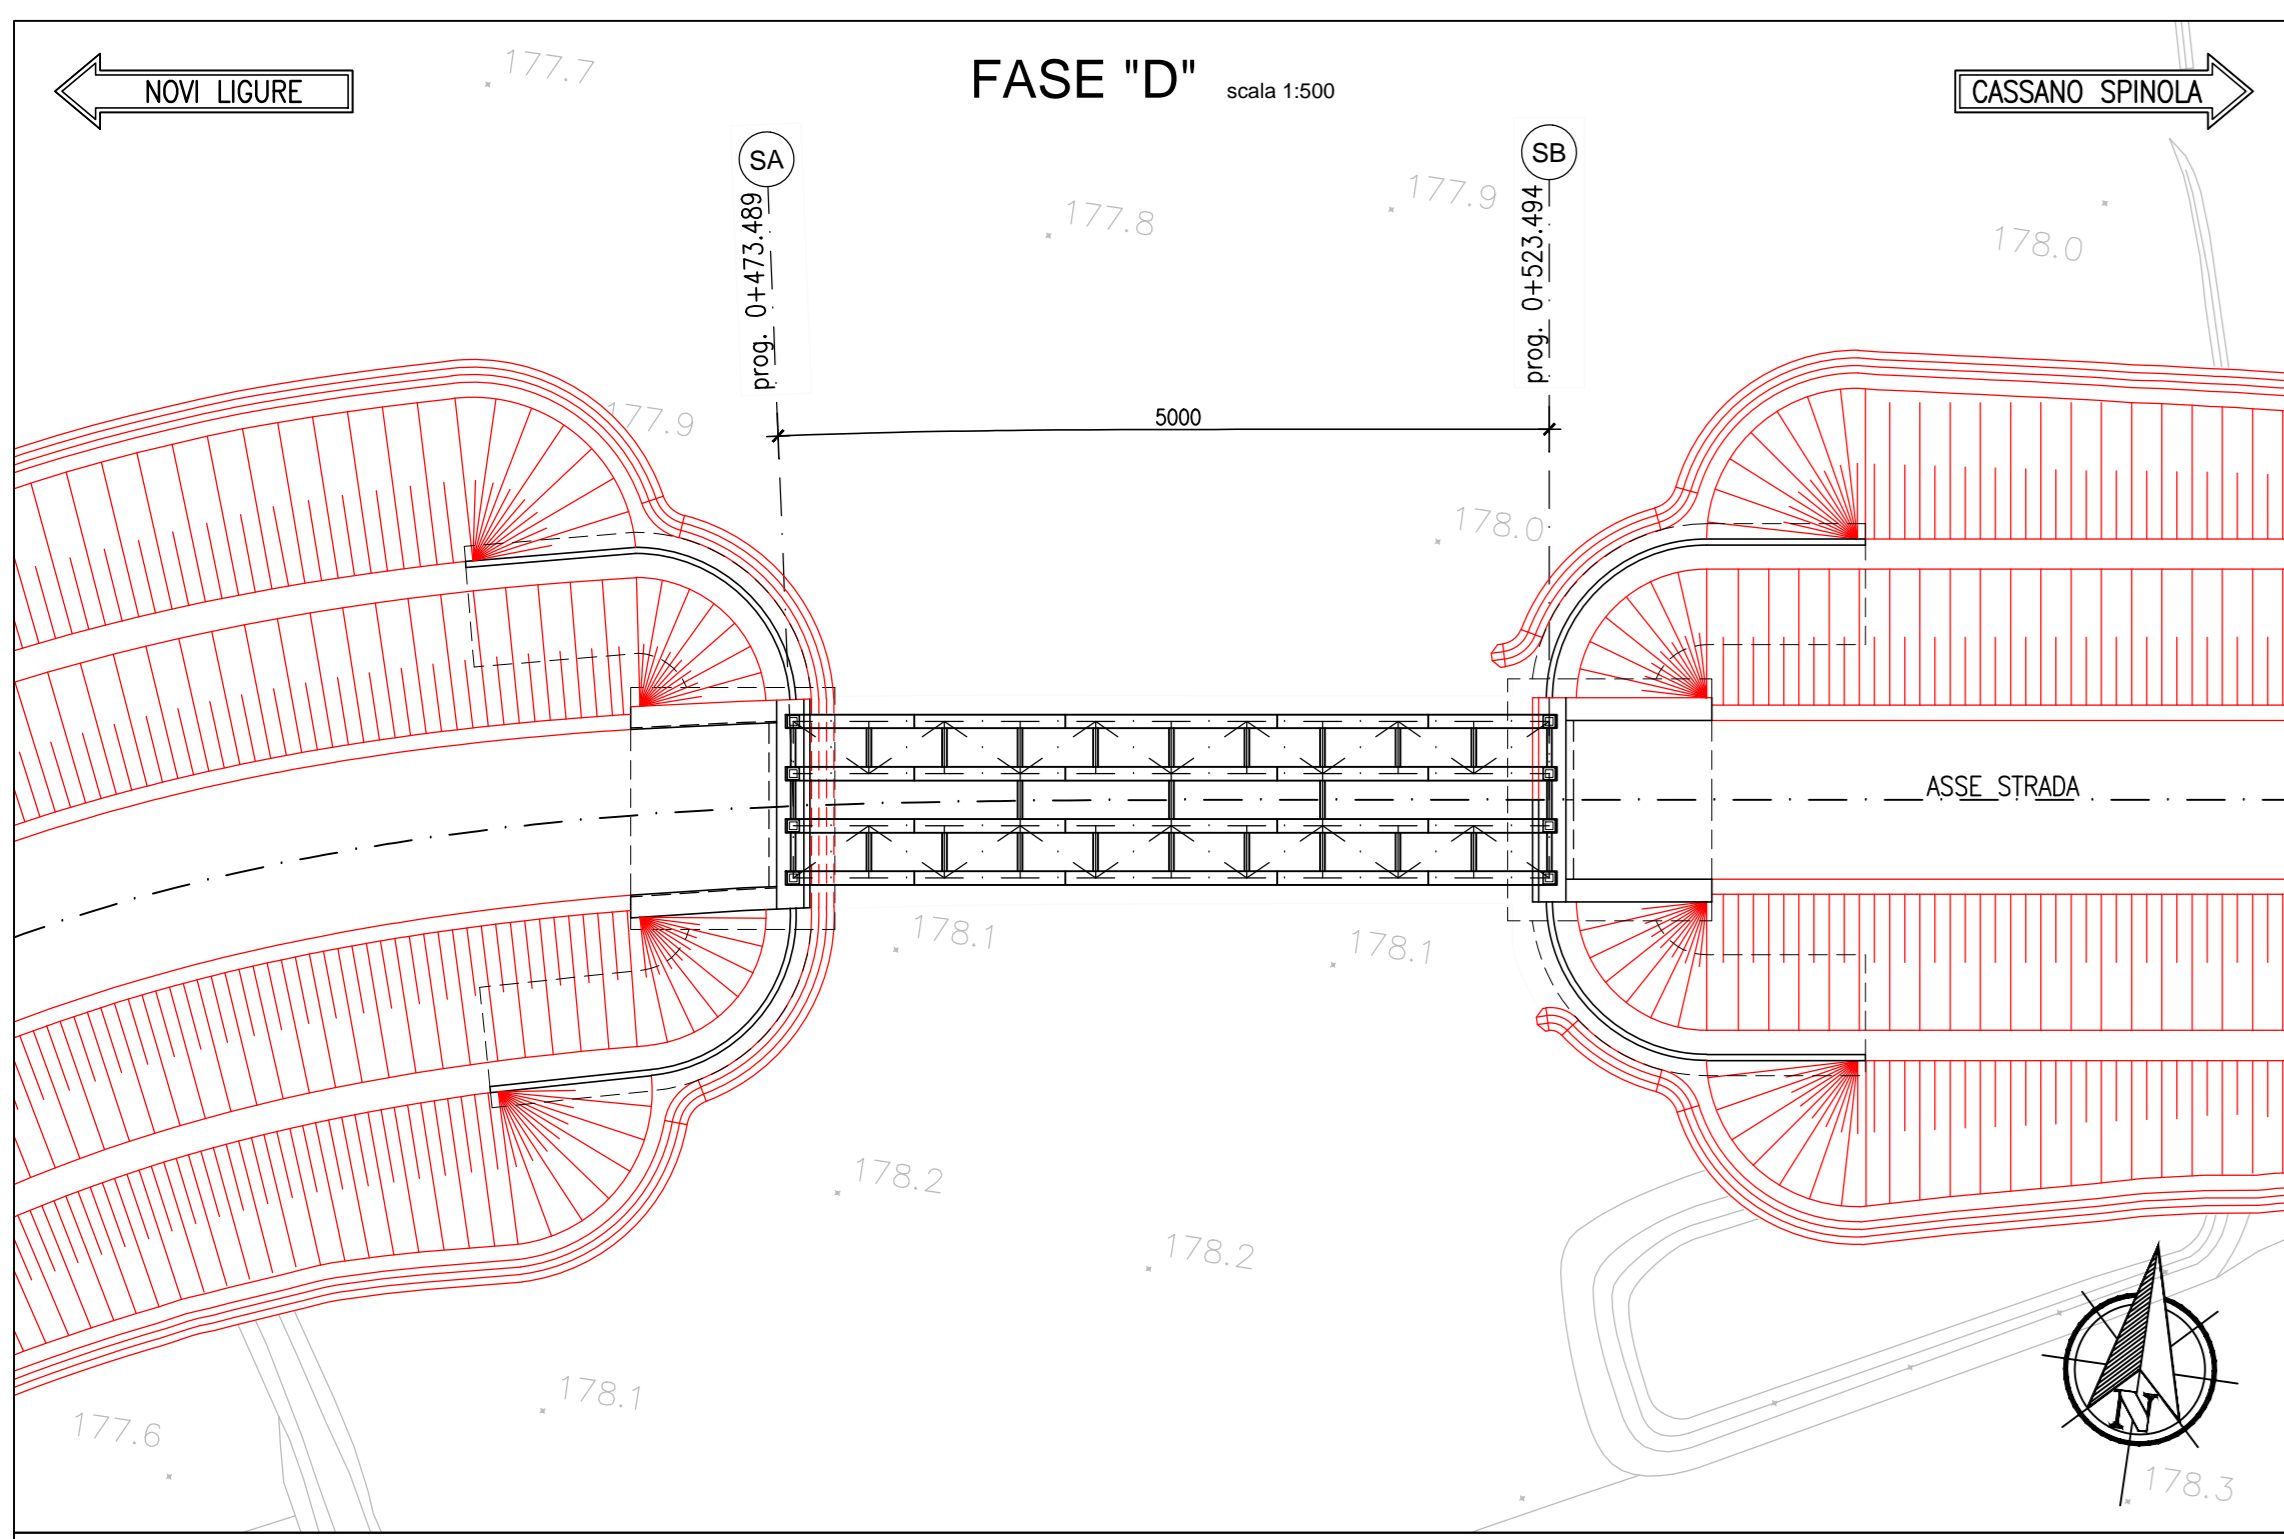 NOVI LIGURE
FASE "D" scala 1:500
CASSANO SPINOLA
177.7
SA
SB
prog. 0+473.489
prog. 0+523.494
177.8
177.9
178.0
177.9
5000
178.0
ASSE STRADA
178.1
178.1
178.2
178.2
178.1
177.6
N
178.3